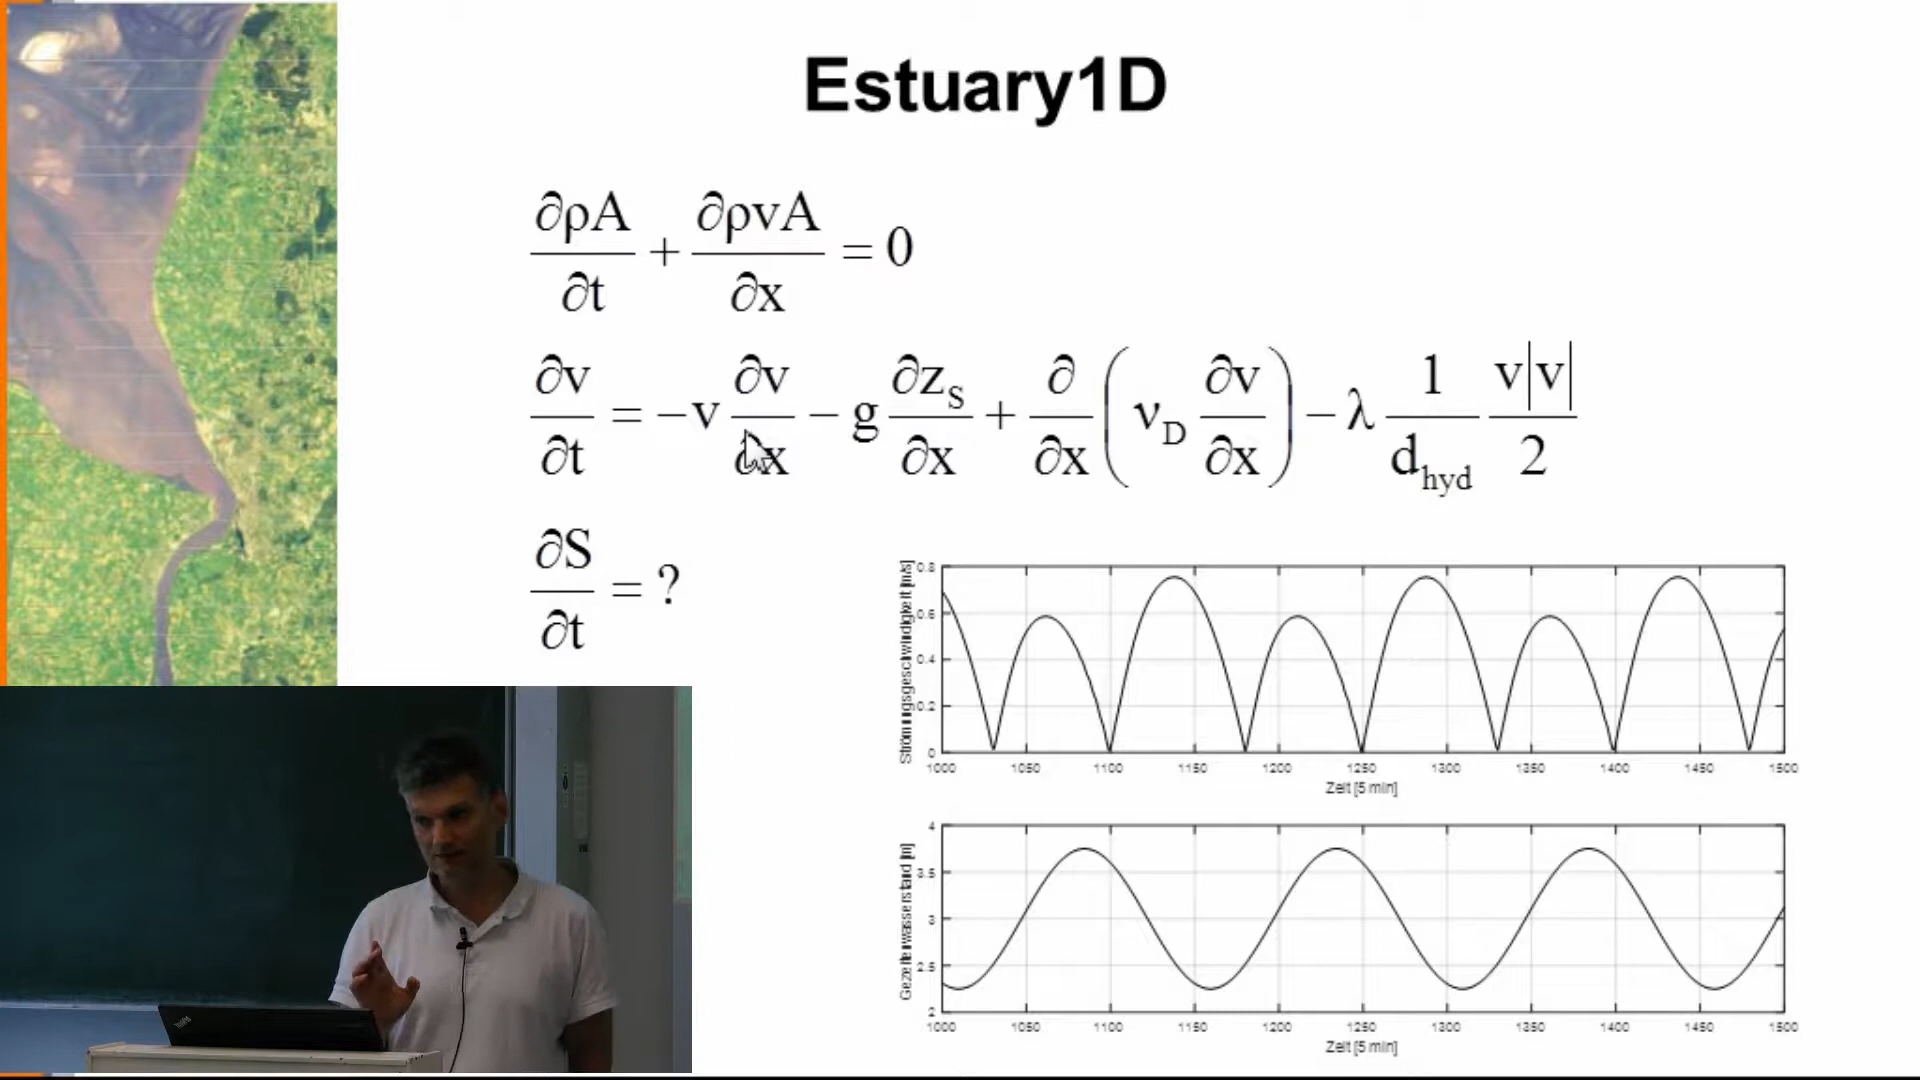 Estuary1D
∂ρA/∂t + ∂ρvA/∂x = 0
∂v/∂t = −v ∂v/∂x − g ∂z_S/∂x + ∂/∂x (ν_D ∂v/∂x) − λ 1/d_hyd v|v|/2
∂S/∂t = ?
Strömungsgeschwindigkeit [m/s]
0.8
0.6
0.4
0.2
0
1000 1050 1100 1150 1200 1250 1300 1350 1400 1450 1500
Zeit [5 min]
Gezeitenwasserstand [m]
4
3.5
3
2.5
2
1000 1050 1100 1150 1200 1250 1300 1350 1400 1450 1500
Zeit [5 min]
ThinkPad